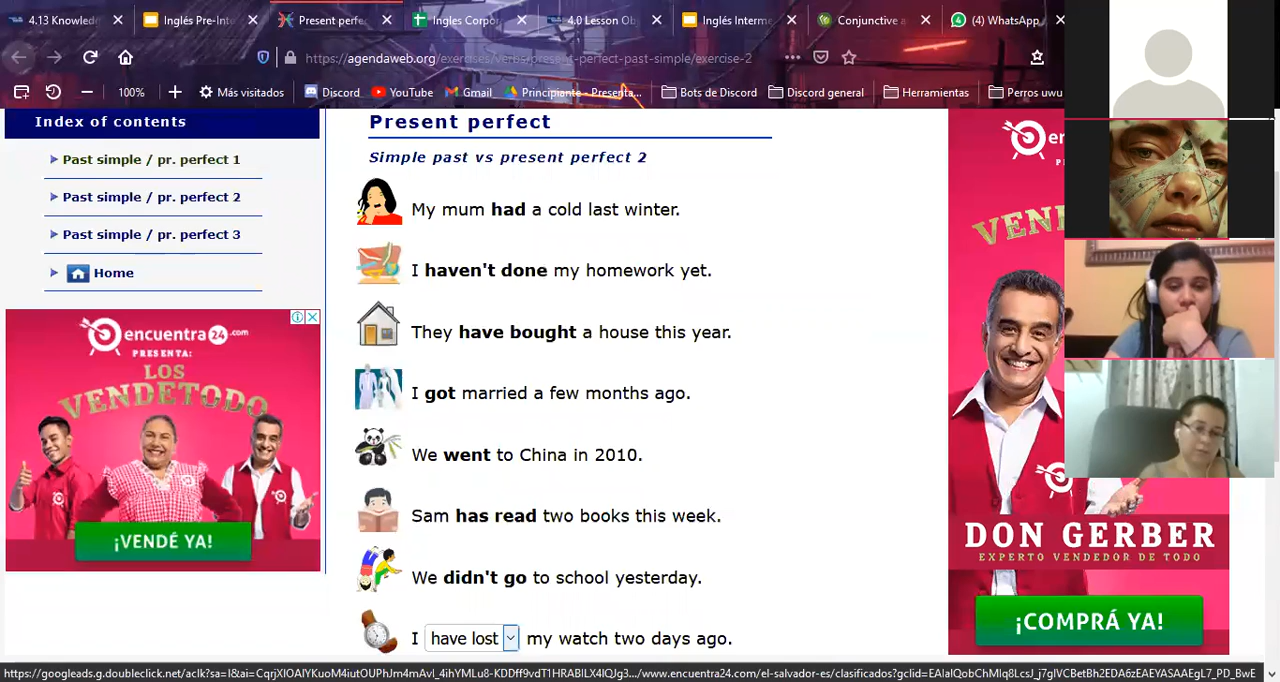 4.13 Knowled
Inglés Pre-Int
Present perfe
Ingles Corpo
4.0 Lesson Ob
Inglés Interm
Conjunctive a
(4) WhatsApp
https://agendaweb.org/exercises/verbs/present-perfect-past-simple/exercise-2
100%
Más visitados
Discord
YouTube
Gmail
Principiante - Presenta...
Bots de Discord
Discord general
Herramientas
Perros uwu
Index of contents
Past simple / pr. perfect 1
Past simple / pr. perfect 2
Past simple / pr. perfect 3
Home
encuentra24.com
PRESENTA:
LOS
VENDETODO
¡VENDÉ YA!
Present perfect
Simple past vs present perfect 2
My mum had a cold last winter.
I haven't done my homework yet.
They have bought a house this year.
I got married a few months ago.
We went to China in 2010.
Sam has read two books this week.
We didn't go to school yesterday.
I have lost my watch two days ago.
en
P
VEN
DON GERBER
EXPERTO VENDEDOR DE TODO
¡COMPRÁ YA!